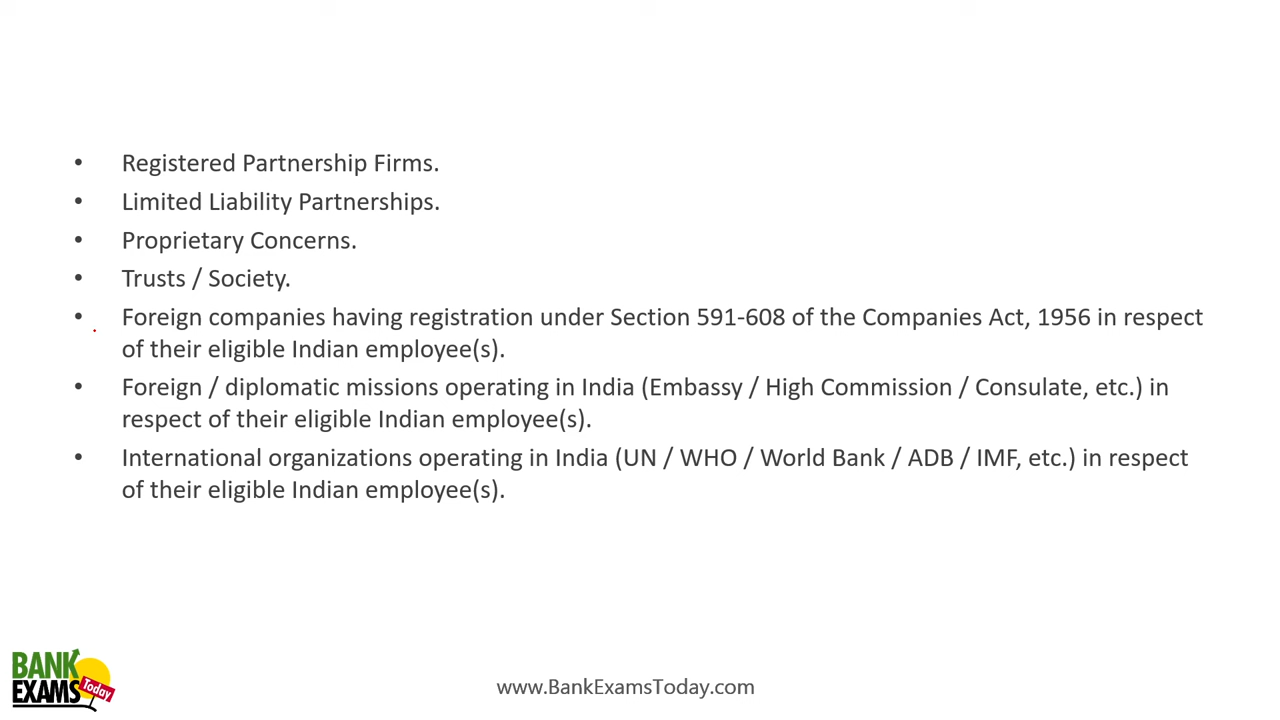 • Registered Partnership Firms.
• Limited Liability Partnerships.
• Proprietary Concerns.
• Trusts / Society.
• Foreign companies having registration under Section 591-608 of the Companies Act, 1956 in respect
of their eligible Indian employee(s).
• Foreign / diplomatic missions operating in India (Embassy / High Commission / Consulate, etc.) in
respect of their eligible Indian employee(s).
• International organizations operating in India (UN / WHO / World Bank / ADB / IMF, etc.) in respect
of their eligible Indian employee(s).
BANK
EXAMS Today
www.BankExamsToday.com